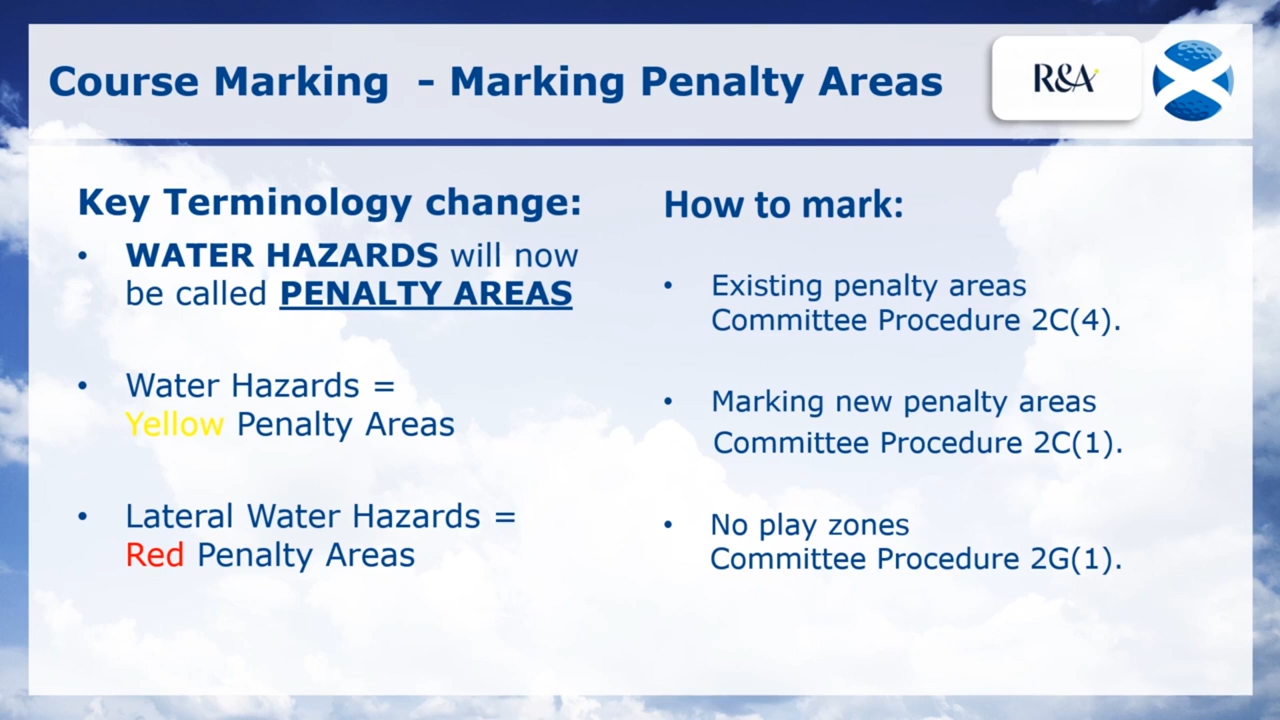 Course Marking - Marking Penalty Areas
R&A
Key Terminology change:
• WATER HAZARDS will now
be called PENALTY AREAS
• Water Hazards =
Yellow Penalty Areas
• Lateral Water Hazards =
Red Penalty Areas
How to mark:
• Existing penalty areas
Committee Procedure 2C(4).
• Marking new penalty areas
Committee Procedure 2C(1).
• No play zones
Committee Procedure 2G(1).